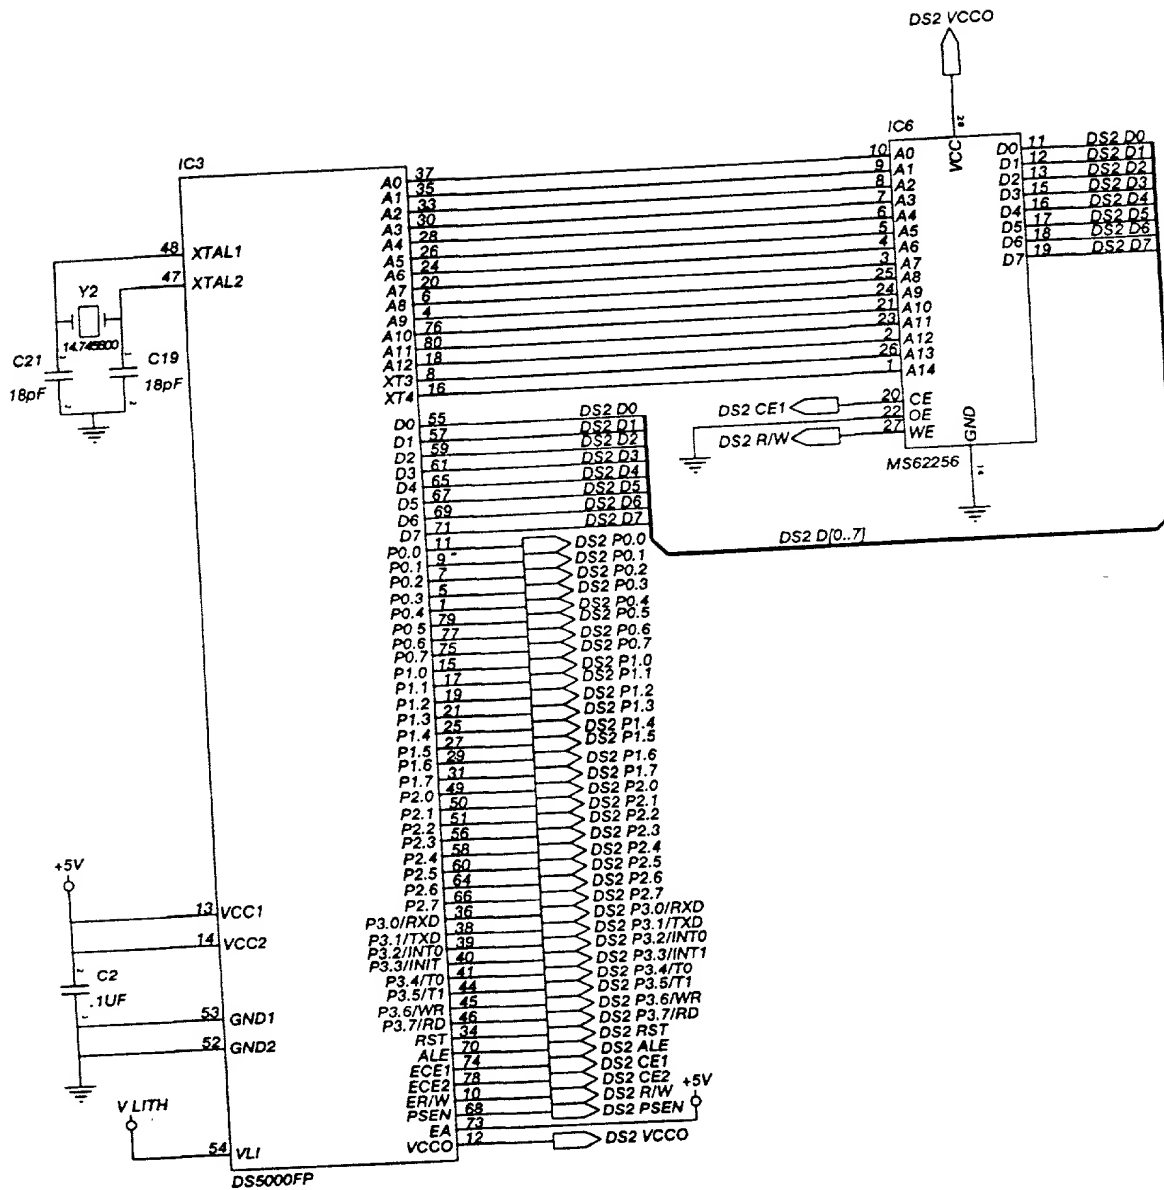 DS2 VCCO
IC6
28
VCC
10 A0
9 A1
8 A2
7 A3
6 A4
5 A5
4 A6
3 A7
25 A8
24 A9
21 A10
23 A11
2 A12
26 A13
1 A14
DS2 CE1 20 CE
22 OE
DS2 R/W 27 WE
GND
14
MS62256
D0 11 DS2 D0
D1 12 DS2 D1
D2 13 DS2 D2
D3 15 DS2 D3
D4 16 DS2 D4
D5 17 DS2 D5
D6 18 DS2 D6
D7 19 DS2 D7
DS2 D[0..7]
IC3
48 XTAL1
47 XTAL2
Y2
14.745600
C21
18pF
C19
18pF
+5V
13 VCC1
14 VCC2
C2
.1UF
53 GND1
52 GND2
V LITH
54 VLI
DS5000FP
A0 37
A1 35
A2 33
A3 30
A4 28
A5 26
A6 24
A7 20
A8 6
A9 4
A10 76
A11 80
A12 18
XT3 8
XT4 16
D0 55 DS2 D0
D1 57 DS2 D1
D2 59 DS2 D2
D3 61 DS2 D3
D4 65 DS2 D4
D5 67 DS2 D5
D6 69 DS2 D6
D7 71 DS2 D7
P0.0 11 DS2 P0.0
P0.1 9 DS2 P0.1
P0.2 7 DS2 P0.2
P0.3 5 DS2 P0.3
P0.4 1 DS2 P0.4
P0 5 79 DS2 P0.5
P0.6 77 DS2 P0.6
P0.7 75 DS2 P0.7
P1.0 15 DS2 P1.0
P1.1 17 DS2 P1.1
P1.2 19 DS2 P1.2
P1.3 21 DS2 P1.3
P1.4 25 DS2 P1.4
P1.5 27 DS2 P1.5
P1.6 29 DS2 P1.6
P1.7 31 DS2 P1.7
P2.0 49 DS2 P2.0
P2.1 50 DS2 P2.1
P2.2 51 DS2 P2.2
P2.3 56 DS2 P2.3
P2.4 58 DS2 P2.4
P2.5 60 DS2 P2.5
P2.6 64 DS2 P2.6
P2.7 66 DS2 P2.7
P3.0/RXD 36 DS2 P3.0/RXD
P3.1/TXD 38 DS2 P3.1/TXD
P3.2/INT0 39 DS2 P3.2/INT0
P3.3/INIT 40 DS2 P3.3/INT1
P3.4/T0 41 DS2 P3.4/T0
P3.5/T1 44 DS2 P3.5/T1
P3.6/WR 45 DS2 P3.6/WR
P3.7/RD 46 DS2 P3.7/RD
RST 34 DS2 RST
ALE 70 DS2 ALE
ECE1 74 DS2 CE1
ECE2 78 DS2 CE2
ER/W 10 DS2 R/W
PSEN 68 DS2 PSEN
EA 73 +5V
VCCO 12 DS2 VCCO